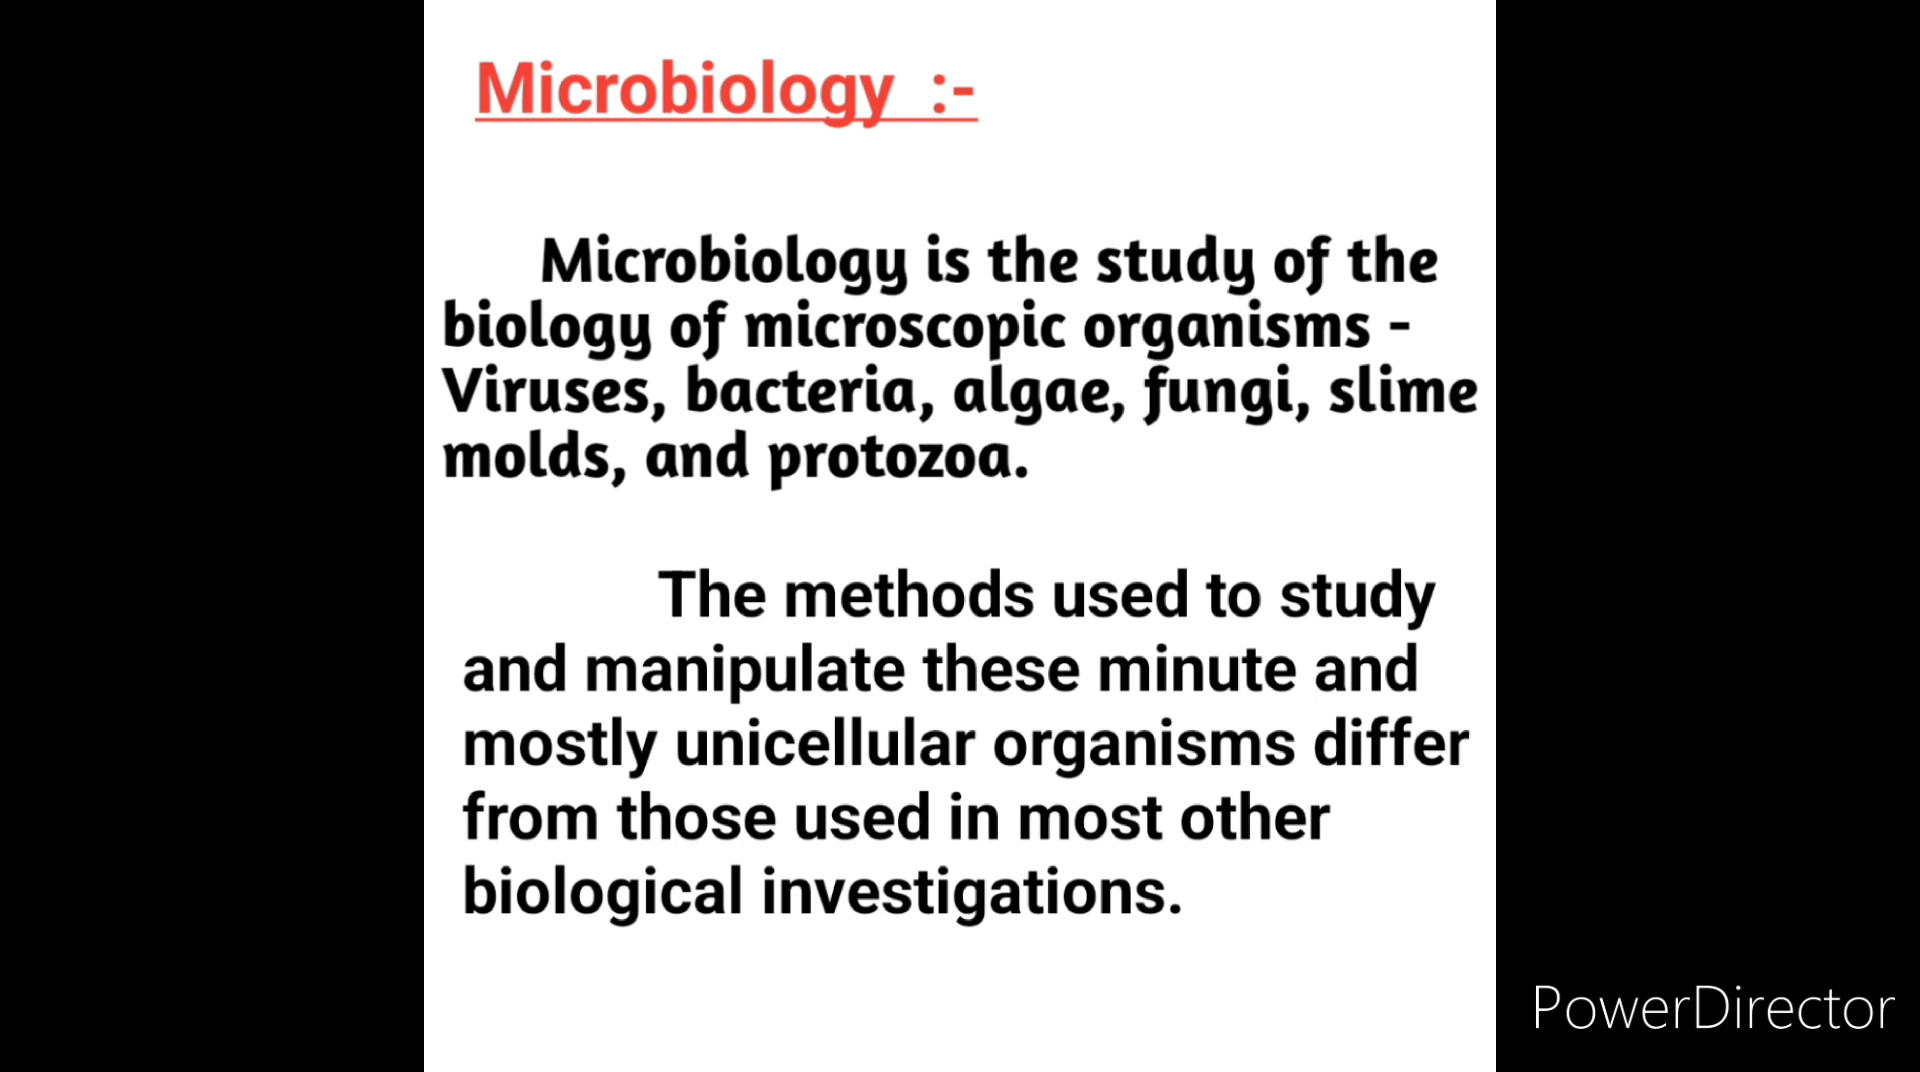 Microbiology :-
Microbiology is the study of the
biology of microscopic organisms -
Viruses, bacteria, algae, fungi, slime
molds, and protozoa.
The methods used to study
and manipulate these minute and
mostly unicellular organisms differ
from those used in most other
biological investigations.
PowerDirector